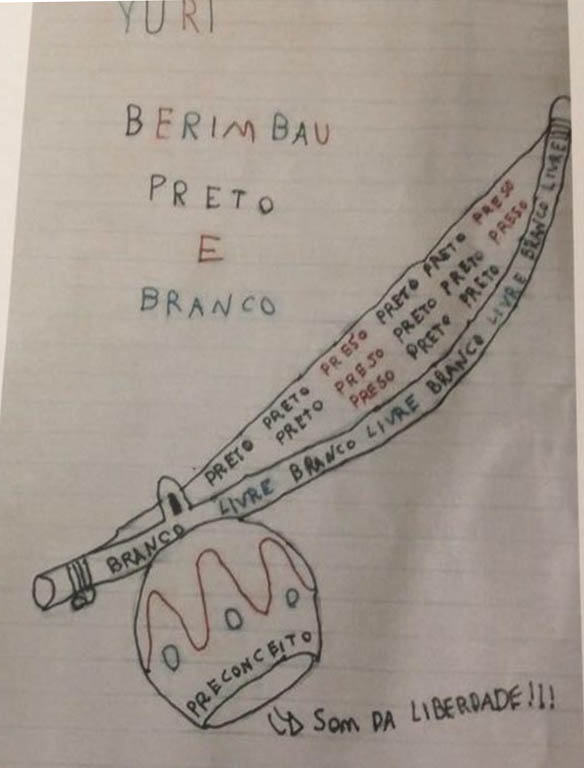 YURI
BERIMBAU
PRETO
E
BRANCO
PRETO PRETO PRESO PRETO PRETO PRESO
PRETO PRESO PRETO PRETO PRESO
PRESO PRETO PRETO
BRANCO LIVRE BRANCO LIVRE BRANCO LIVRE BRANCO LIVRE
PRECONCEITO
SOM DA LIBERDADE!!!